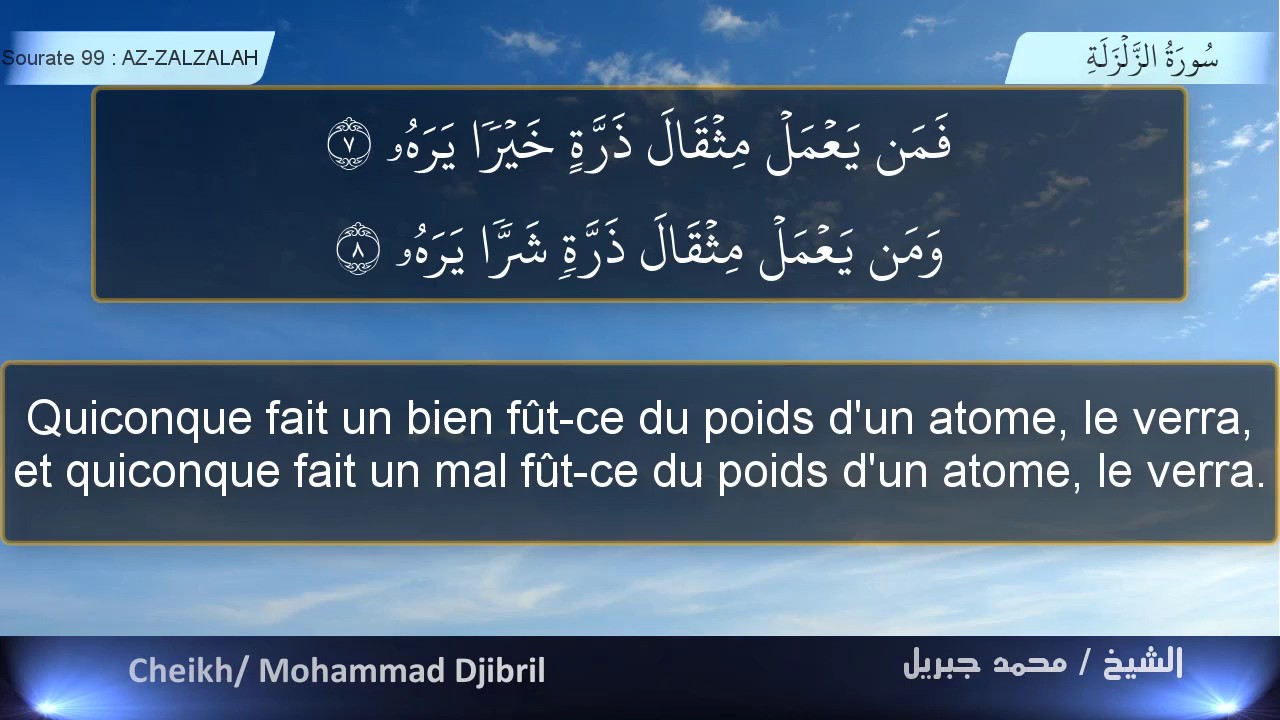 Sourate 99 : AZ-ZALZALAH
سُورَةُ الزَّلْزَلَةِ
فَمَن يَعْمَلْ مِثْقَالَ ذَرَّةٍ خَيْرًا يَرَهُۥ ٧
وَمَن يَعْمَلْ مِثْقَالَ ذَرَّةٍ شَرًّا يَرَهُۥ ٨
Quiconque fait un bien fût-ce du poids d'un atome, le verra,
et quiconque fait un mal fût-ce du poids d'un atome, le verra.
Cheikh/ Mohammad Djibril
الشيخ / محمد جبريل